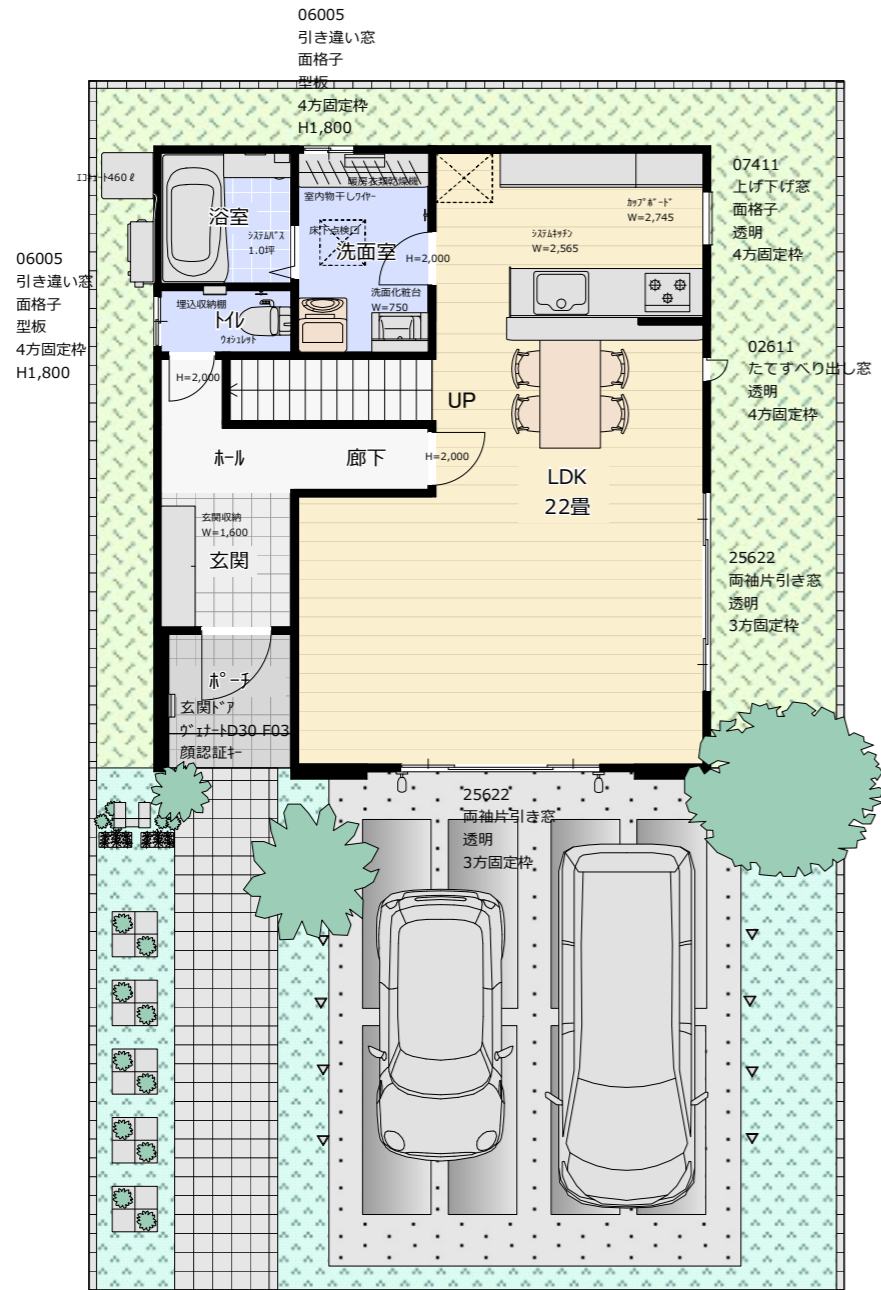 06005
引き違い窓
面格子
型板
4方固定枠
H1,800
ｴｺｷｭｰﾄ460ℓ
06005
引き違い窓
面格子
型板
4方固定枠
H1,800
浴室
ｼｽﾃﾑﾊﾞｽ
1.0坪
暖房衣類乾燥機
室内物干しﾜｲﾔｰ
床下点検口
洗面室
H=2,000
洗面化粧台
W=750
埋込収納棚
ﾄｲﾚ
ｳｫｼｭﾚｯﾄ
H=2,000
ｶｯﾌﾟﾎﾞｰﾄﾞ
W=2,745
ｼｽﾃﾑｷｯﾁﾝ
W=2,565
07411
上げ下げ窓
面格子
透明
4方固定枠
02611
たてすべり出し窓
透明
4方固定枠
UP
ﾎｰﾙ
廊下
H=2,000
LDK
22畳
玄関収納
W=1,600
玄関
25622
両袖片引き窓
透明
3方固定枠
ﾎﾟｰﾁ
玄関ﾄﾞｱ
ｳﾞｪﾅｰﾄD30 F03
顔認証ｷｰ
25622
両袖片引き窓
透明
3方固定枠